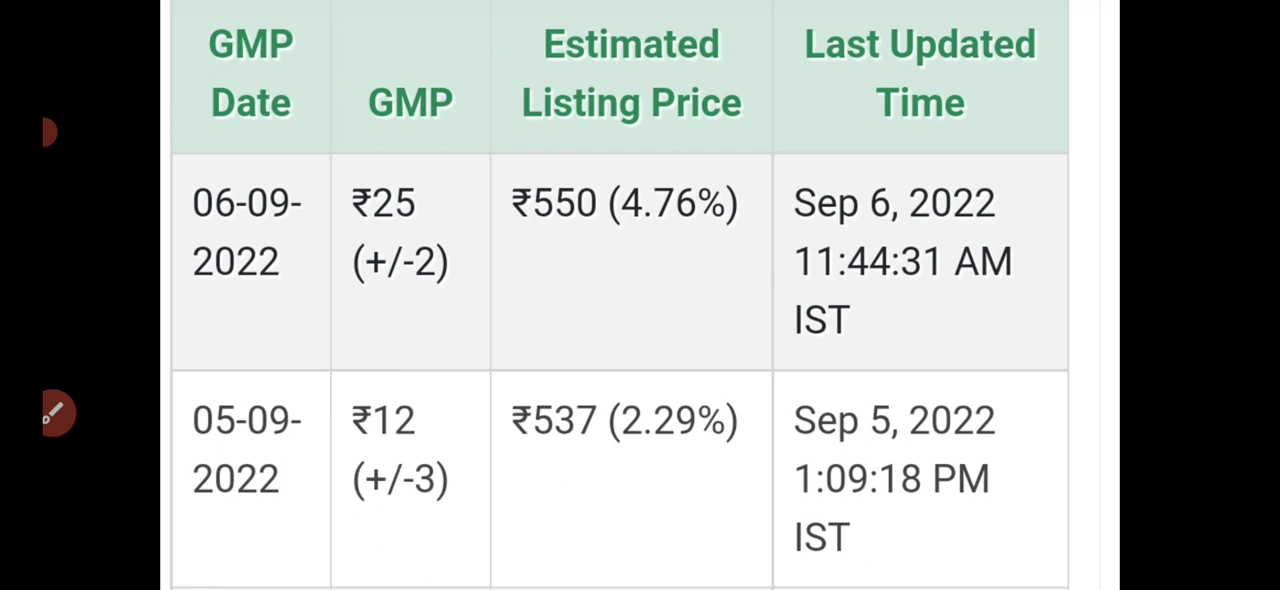 GMP Date
GMP
Estimated Listing Price
Last Updated Time
06-09-
2022
₹25
(+/-2)
₹550 (4.76%)
Sep 6, 2022
11:44:31 AM
IST
05-09-
2022
₹12
(+/-3)
₹537 (2.29%)
Sep 5, 2022
1:09:18 PM
IST